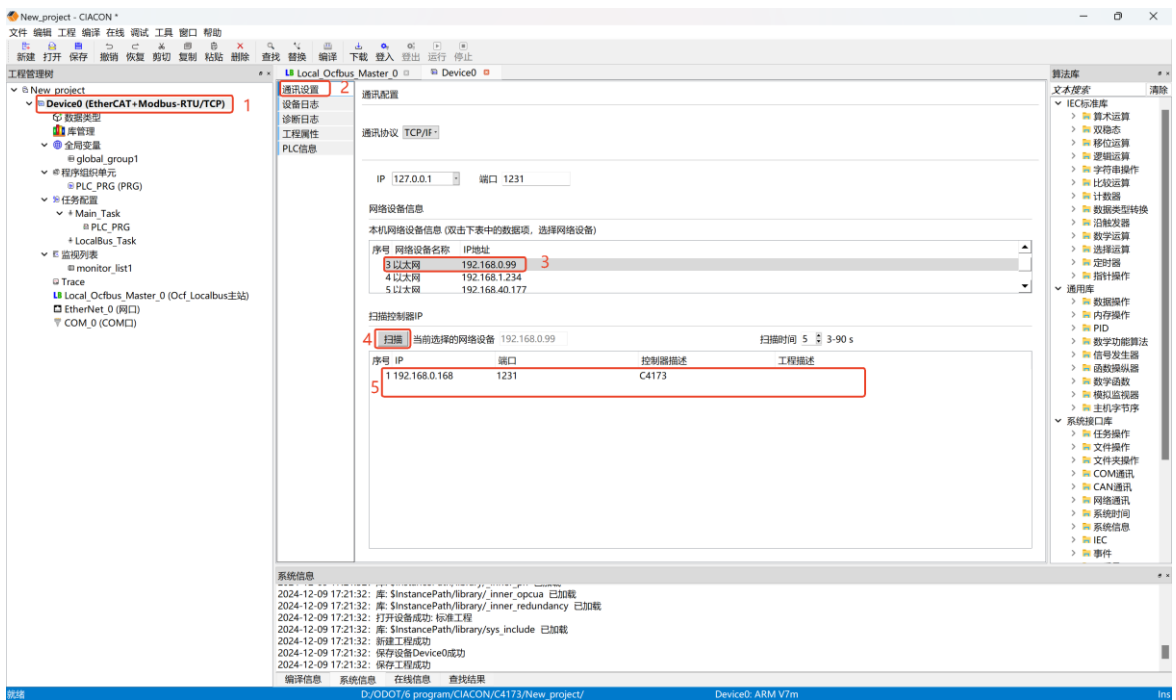 New_project - CIACON *
文件 编辑 工程 编译 在线 调试 工具 窗口 帮助
新建 打开 保存 撤销 恢复 剪切 复制 粘贴 删除 查找 替换 编译 下载 登入 登出 运行 停止
工程管理树
New_project
Device0 (EtherCAT+Modbus-RTU/TCP)
1
数据类型
库管理
全局变量
global_group1
程序组织单元
PLC_PRG (PRG)
任务配置
Main_Task
PLC_PRG
LocalBus_Task
监视列表
monitor_list1
Trace
Local_Ocfbus_Master_0 (Ocf_Localbus主站)
EtherNet_0 (网口)
COM_0 (COM口)
Local_Ocfbus_Master_0
Device0
通讯设置
2
设备日志
诊断日志
工程属性
PLC信息
通讯配置
通讯协议 TCP/IF
IP 127.0.0.1 端口 1231
网络设备信息
本机网络设备信息 (双击下表中的数据项，选择网络设备)
序号 网络设备名称 IP地址
3 以太网 192.168.0.99
3
4 以太网 192.168.1.234
5 以太网 192.168.40.177
扫描控制器IP
4
扫描 当前选择的网络设备 192.168.0.99 扫描时间 5 3-90 s
序号 IP 端口 控制器描述 工程描述
1 192.168.0.168 1231 C4173
5
系统信息
2024-12-09 17:21:32: 库: $InstancePath/library/_inner_opcua 已加载
2024-12-09 17:21:32: 库: $InstancePath/library/_inner_redundancy 已加载
2024-12-09 17:21:32: 打开设备成功: 标准工程
2024-12-09 17:21:32: 库: $InstancePath/library/sys_include 已加载
2024-12-09 17:21:32: 新建工程成功
2024-12-09 17:21:32: 保存设备Device0成功
2024-12-09 17:21:32: 保存工程成功
编译信息 系统信息 在线信息 查找结果
算法库
文本搜索 清除
IEC标准库
算术运算
双稳态
移位运算
逻辑运算
字符串操作
比较运算
计数器
数据类型转换
沿触发器
数学运算
选择运算
定时器
指针操作
通用库
数据操作
内存操作
PID
数学功能算法
信号发生器
函数操纵器
数学函数
模拟监视器
主机字节序
系统接口库
任务操作
文件操作
文件夹操作
COM通讯
CAN通讯
网络通讯
系统时间
系统信息
IEC
事件
就绪
D:/ODOT/6 program/CIACON/C4173/New_project/
Device0: ARM V7m
Ins